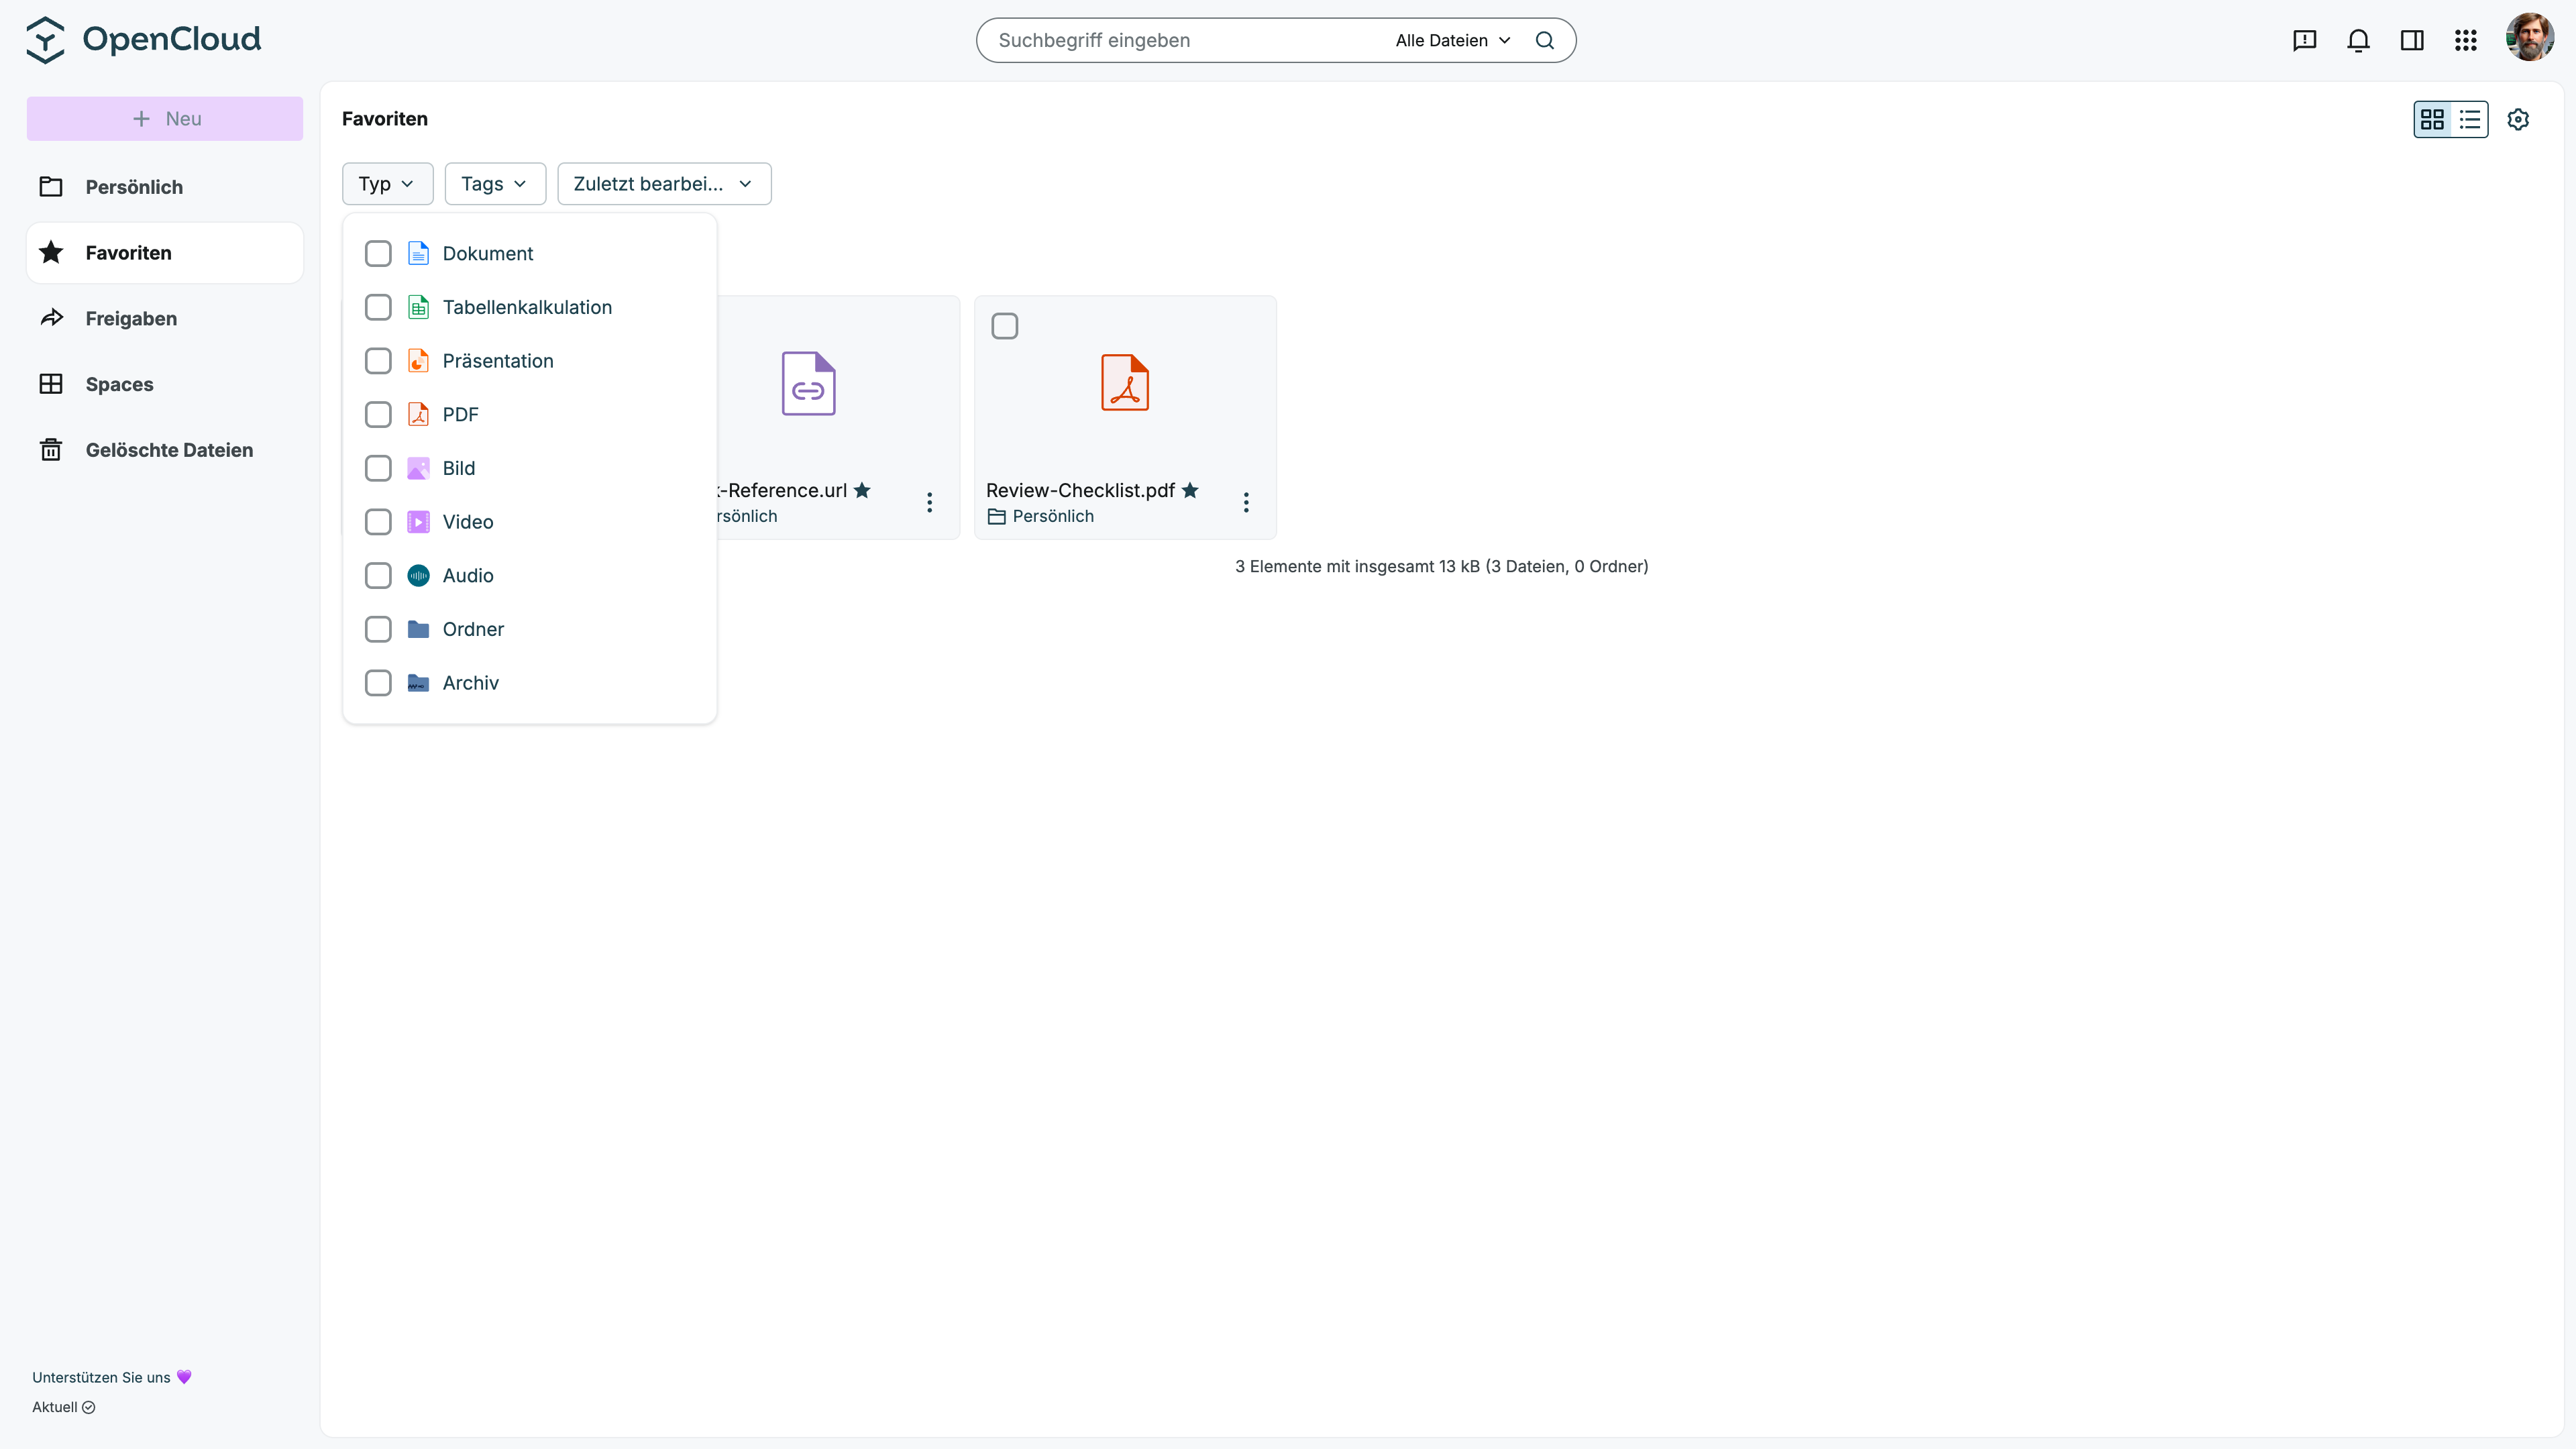 OpenCloud
Suchbegriff eingeben
Alle Dateien
Neu
Persönlich
Favoriten
Freigaben
Spaces
Gelöschte Dateien
Favoriten
Typ
Tags
Zuletzt bearbei...
Dokument
Tabellenkalkulation
Präsentation
PDF
Bild
Video
Audio
Ordner
Archiv
-Reference.url
rsönlich
Review-Checklist.pdf
Persönlich
3 Elemente mit insgesamt 13 kB (3 Dateien, 0 Ordner)
Unterstützen Sie uns 💜
Aktuell